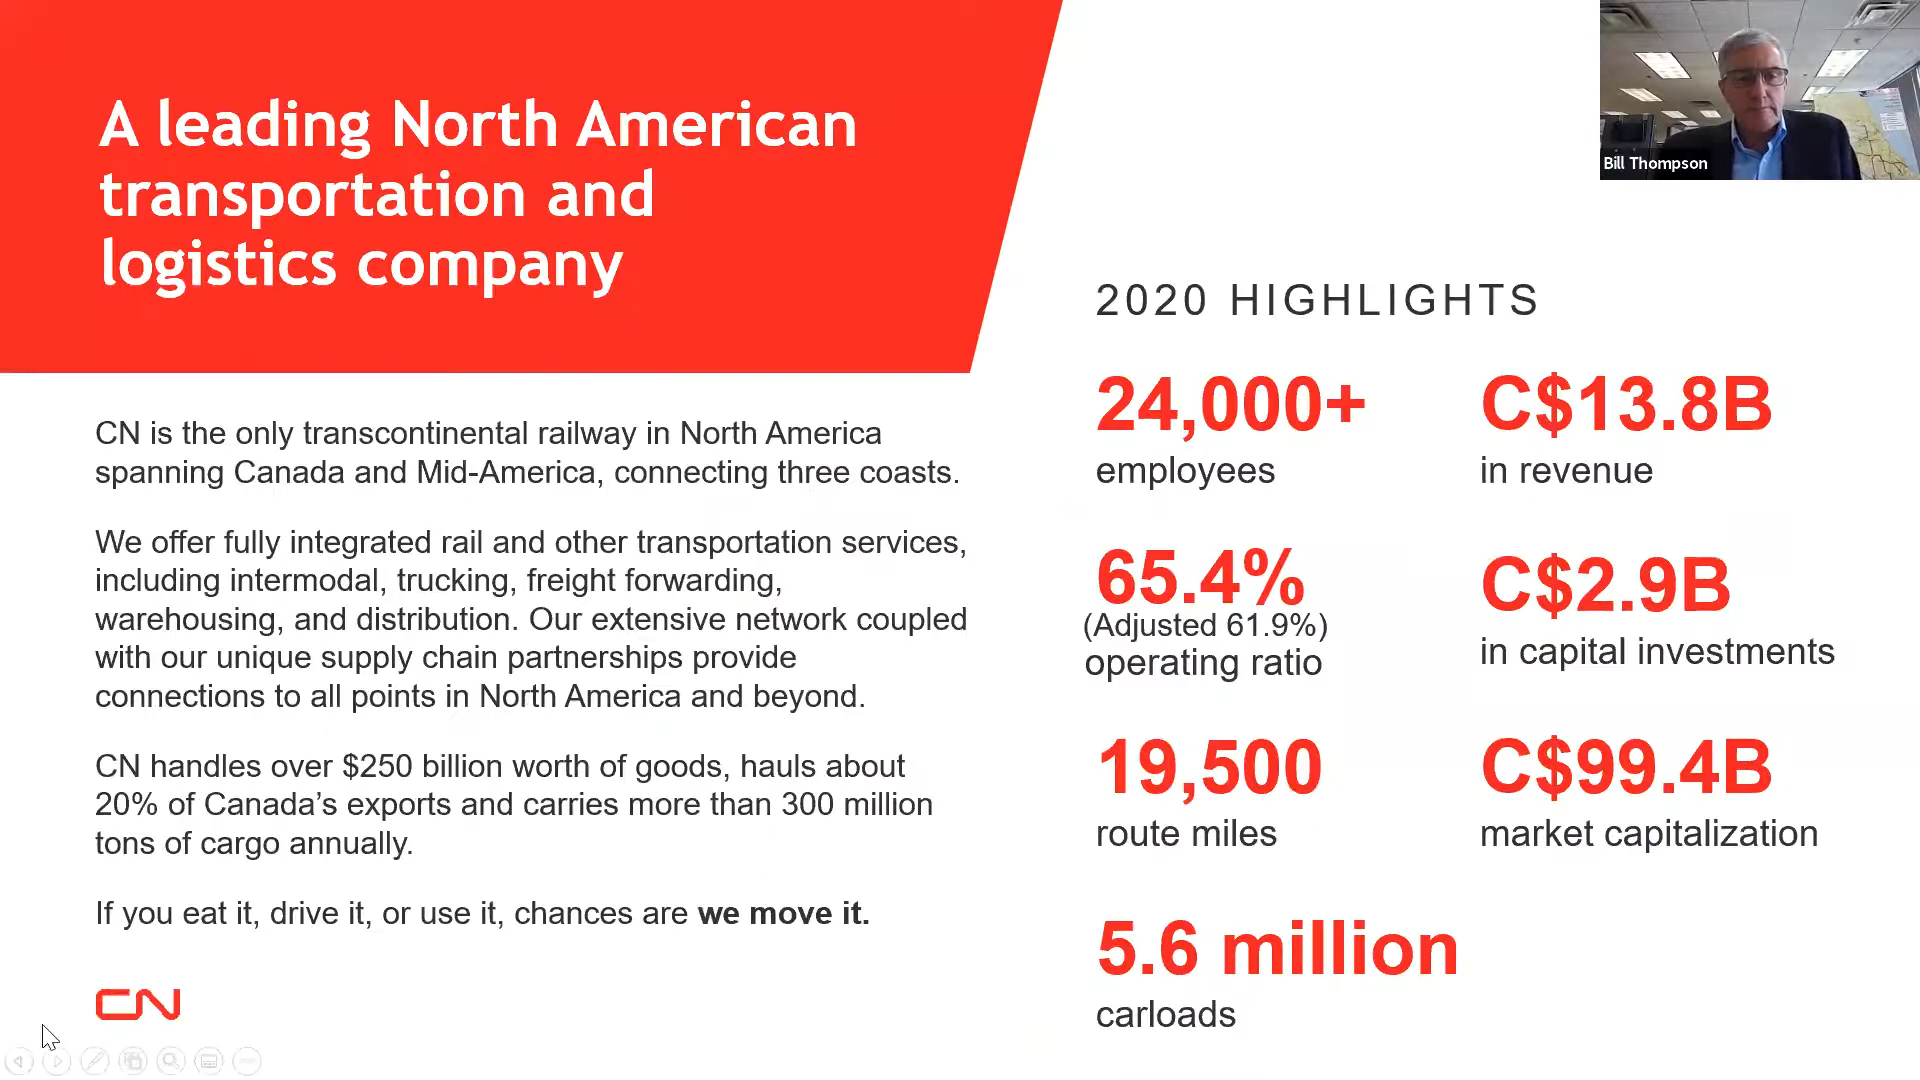 A leading North American
transportation and
logistics company
CN is the only transcontinental railway in North America
spanning Canada and Mid-America, connecting three coasts.
We offer fully integrated rail and other transportation services,
including intermodal, trucking, freight forwarding,
warehousing, and distribution. Our extensive network coupled
with our unique supply chain partnerships provide
connections to all points in North America and beyond.
CN handles over $250 billion worth of goods, hauls about
20% of Canada’s exports and carries more than 300 million
tons of cargo annually.
If you eat it, drive it, or use it, chances are we move it.
CN
2020 HIGHLIGHTS
24,000+
employees
C$13.8B
in revenue
65.4%
(Adjusted 61.9%)
operating ratio
C$2.9B
in capital investments
19,500
route miles
C$99.4B
market capitalization
5.6 million
carloads
Bill Thompson